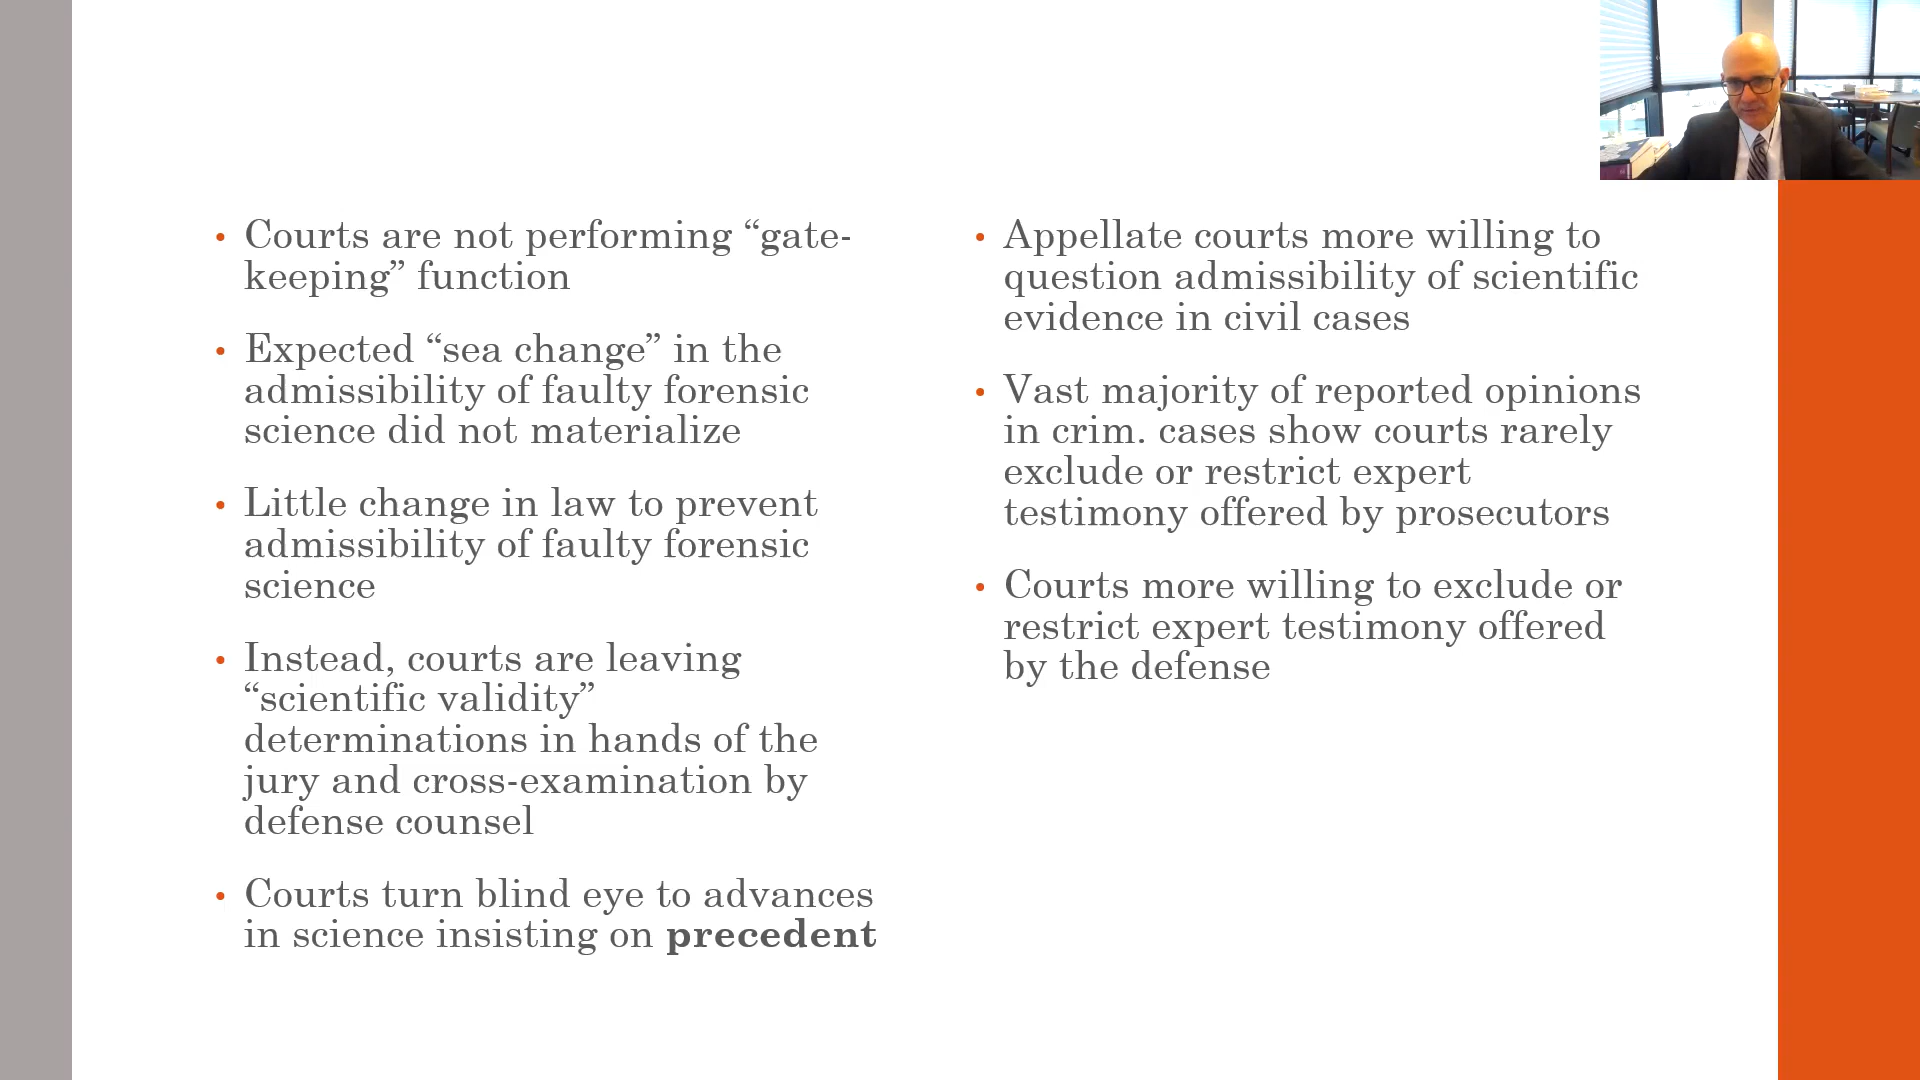 • Courts are not performing “gate-
keeping” function
• Expected “sea change” in the
admissibility of faulty forensic
science did not materialize
• Little change in law to prevent
admissibility of faulty forensic
science
• Instead, courts are leaving
“scientific validity”
determinations in hands of the
jury and cross-examination by
defense counsel
• Courts turn blind eye to advances
in science insisting on precedent
• Appellate courts more willing to
question admissibility of scientific
evidence in civil cases
• Vast majority of reported opinions
in crim. cases show courts rarely
exclude or restrict expert
testimony offered by prosecutors
• Courts more willing to exclude or
restrict expert testimony offered
by the defense